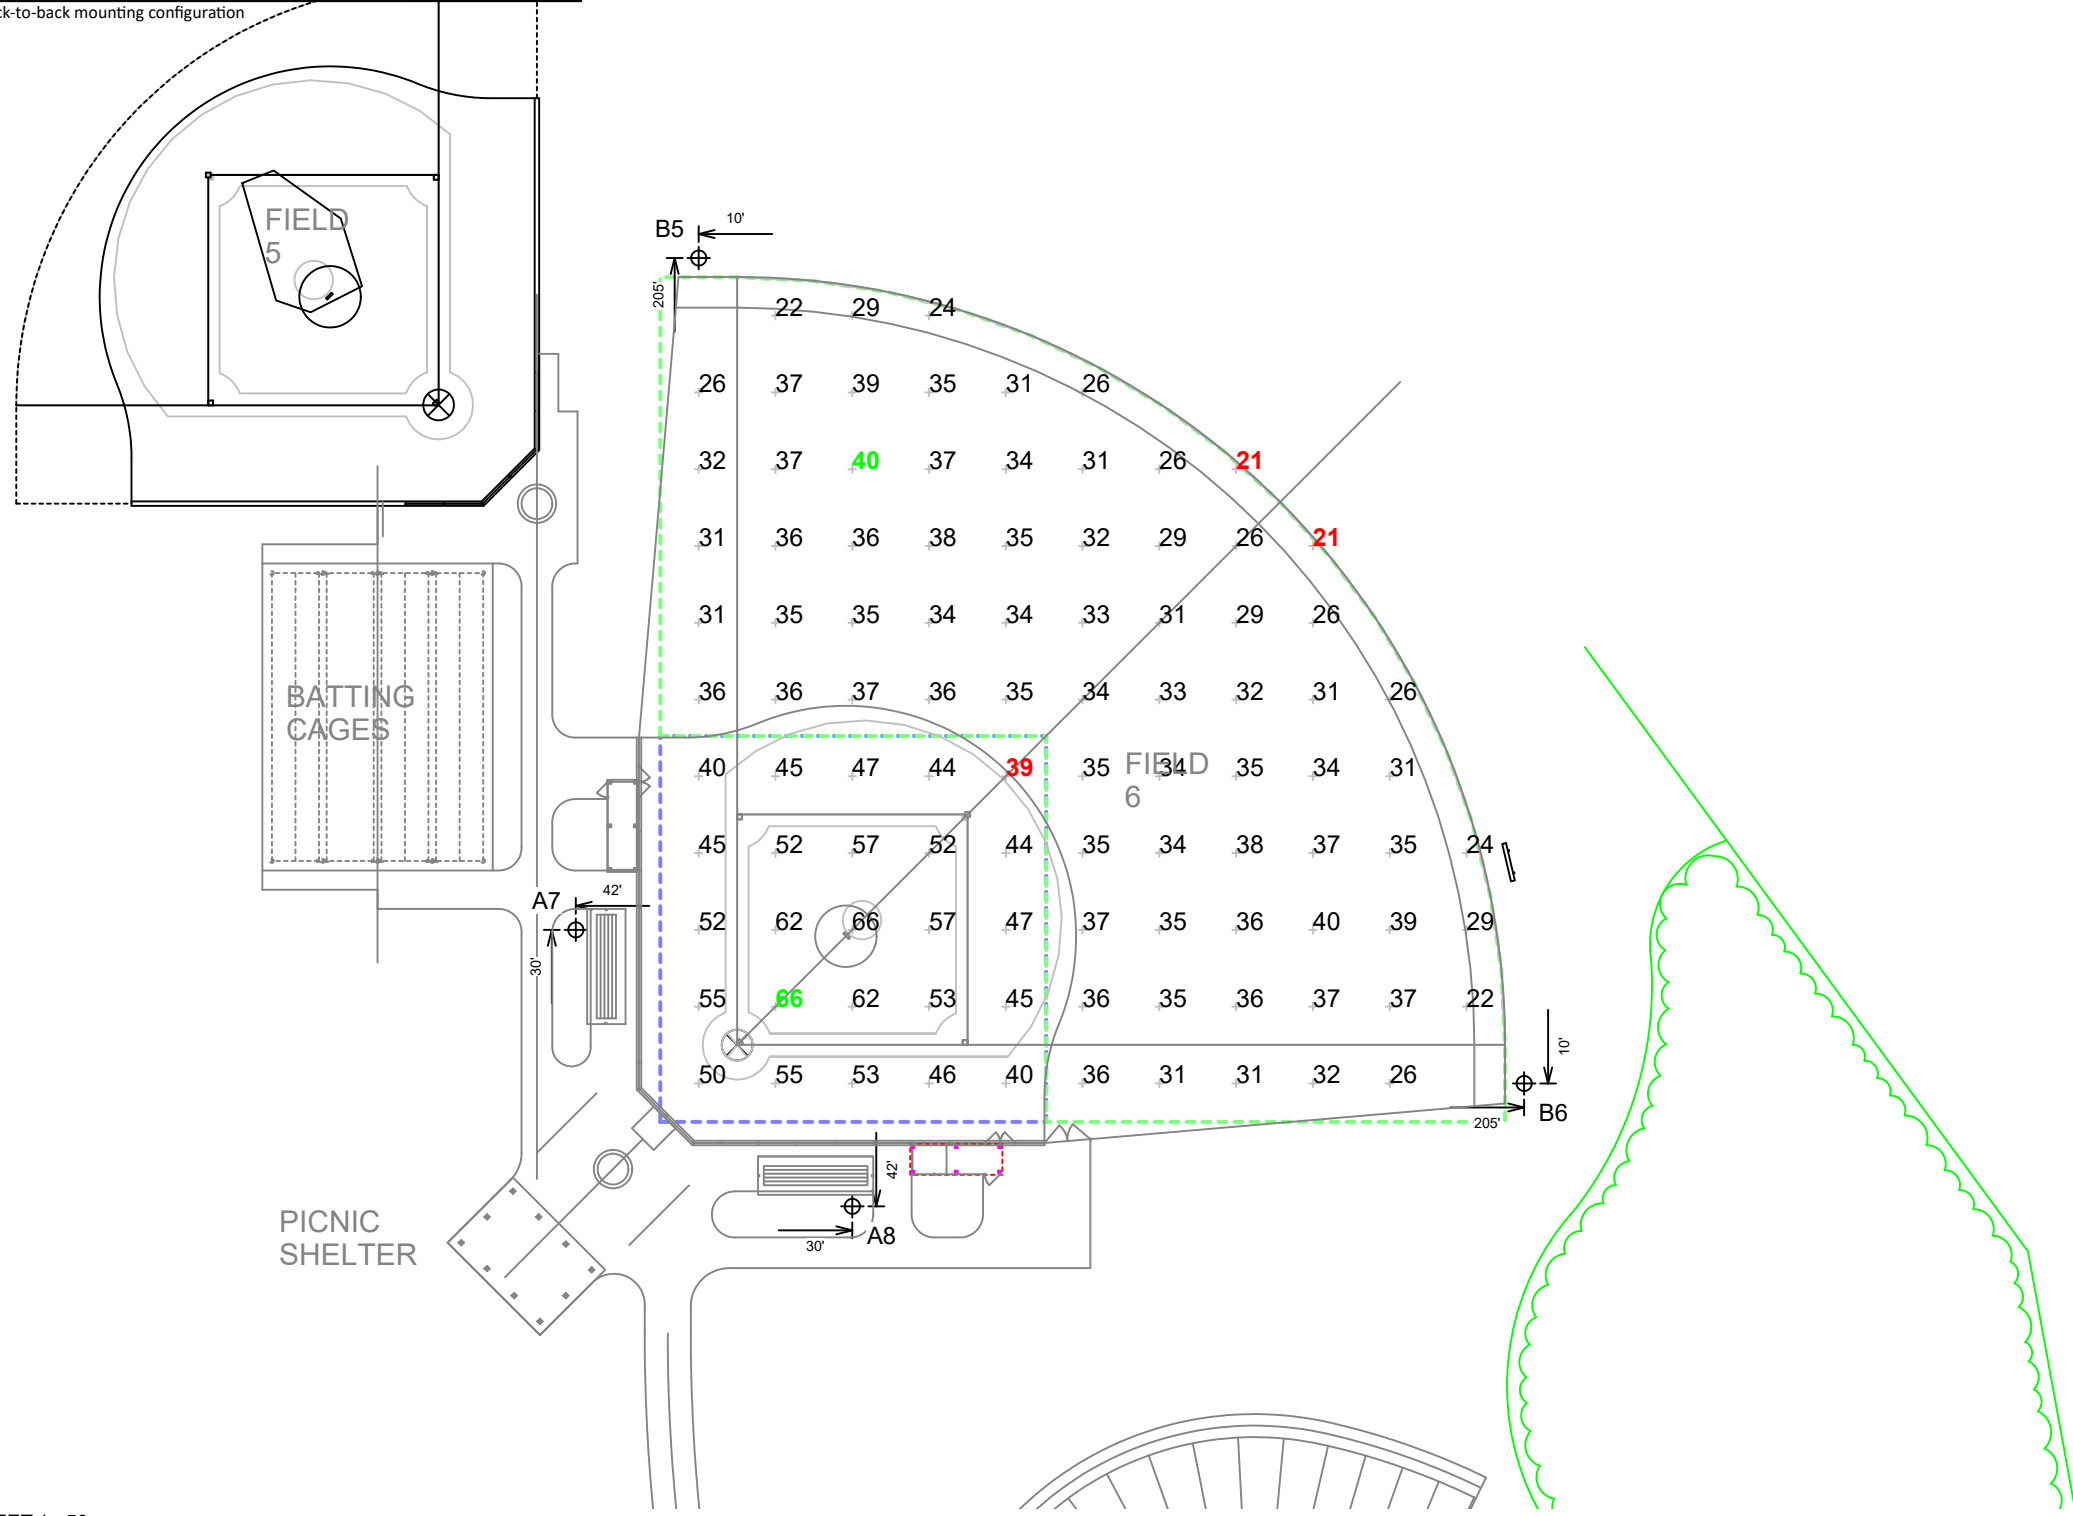 ck-to-back mounting configuration
FIELD
5
B5
10'
205'
22 29 24
26 37 39 35 31 26
32 37 40 37 34 31 26 21
31 36 36 38 35 32 29 26 21
31 35 35 34 34 33 31 29 26
36 36 37 36 35 34 33 32 31 26
BATTING
CAGES
40 45 47 44 39 35 34 35 34 31
FIELD
6
45 52 57 52 44 35 34 38 37 35 24
A7
42'
30'
52 62 66 57 47 37 35 36 40 39 29
55 66 62 53 45 36 35 36 37 37 22
50 55 53 46 40 36 31 31 32 26
10'
B6
205'
42'
30'
A8
PICNIC
SHELTER